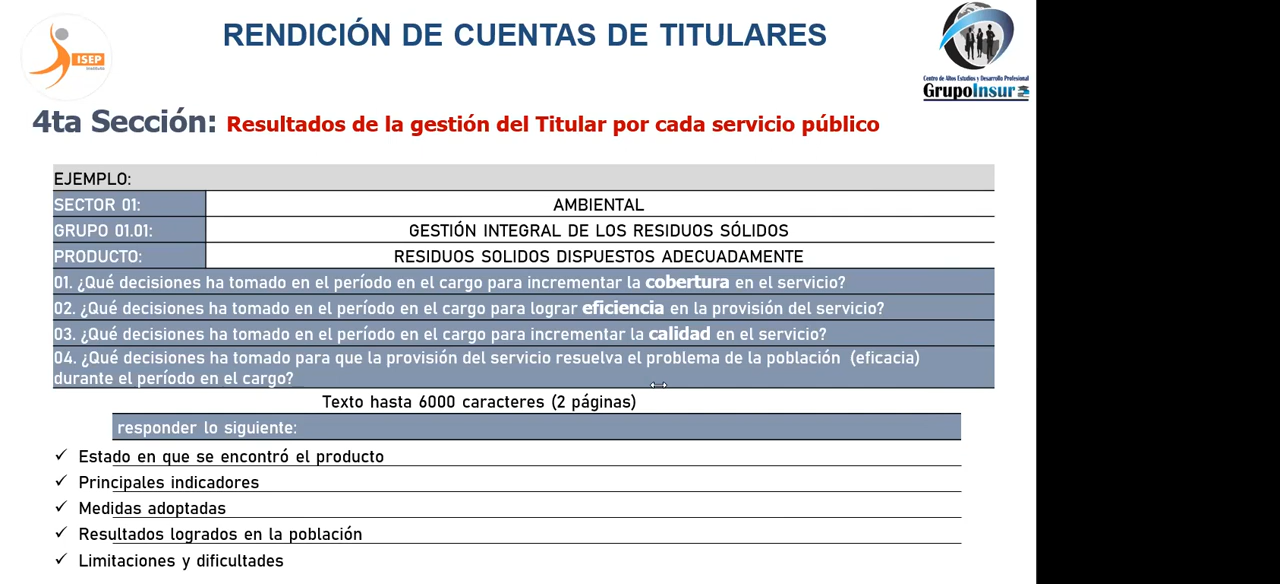 RENDICIÓN DE CUENTAS DE TITULARES
ISEP
Instituto
Centro de Altos Estudios y Desarrollo Profesional
GrupoInsur
4ta Sección: Resultados de la gestión del Titular por cada servicio público
EJEMPLO:
SECTOR 01: AMBIENTAL
GRUPO 01.01: GESTIÓN INTEGRAL DE LOS RESIDUOS SÓLIDOS
PRODUCTO: RESIDUOS SOLIDOS DISPUESTOS ADECUADAMENTE
01. ¿Qué decisiones ha tomado en el período en el cargo para incrementar la cobertura en el servicio?
02. ¿Qué decisiones ha tomado en el período en el cargo para lograr eficiencia en la provisión del servicio?
03. ¿Qué decisiones ha tomado en el período en el cargo para incrementar la calidad en el servicio?
04. ¿Qué decisiones ha tomado para que la provisión del servicio resuelva el problema de la población (eficacia)
durante el período en el cargo?
Texto hasta 6000 caracteres (2 páginas)
responder lo siguiente:
✓ Estado en que se encontró el producto
✓ Principales indicadores
✓ Medidas adoptadas
✓ Resultados logrados en la población
✓ Limitaciones y dificultades